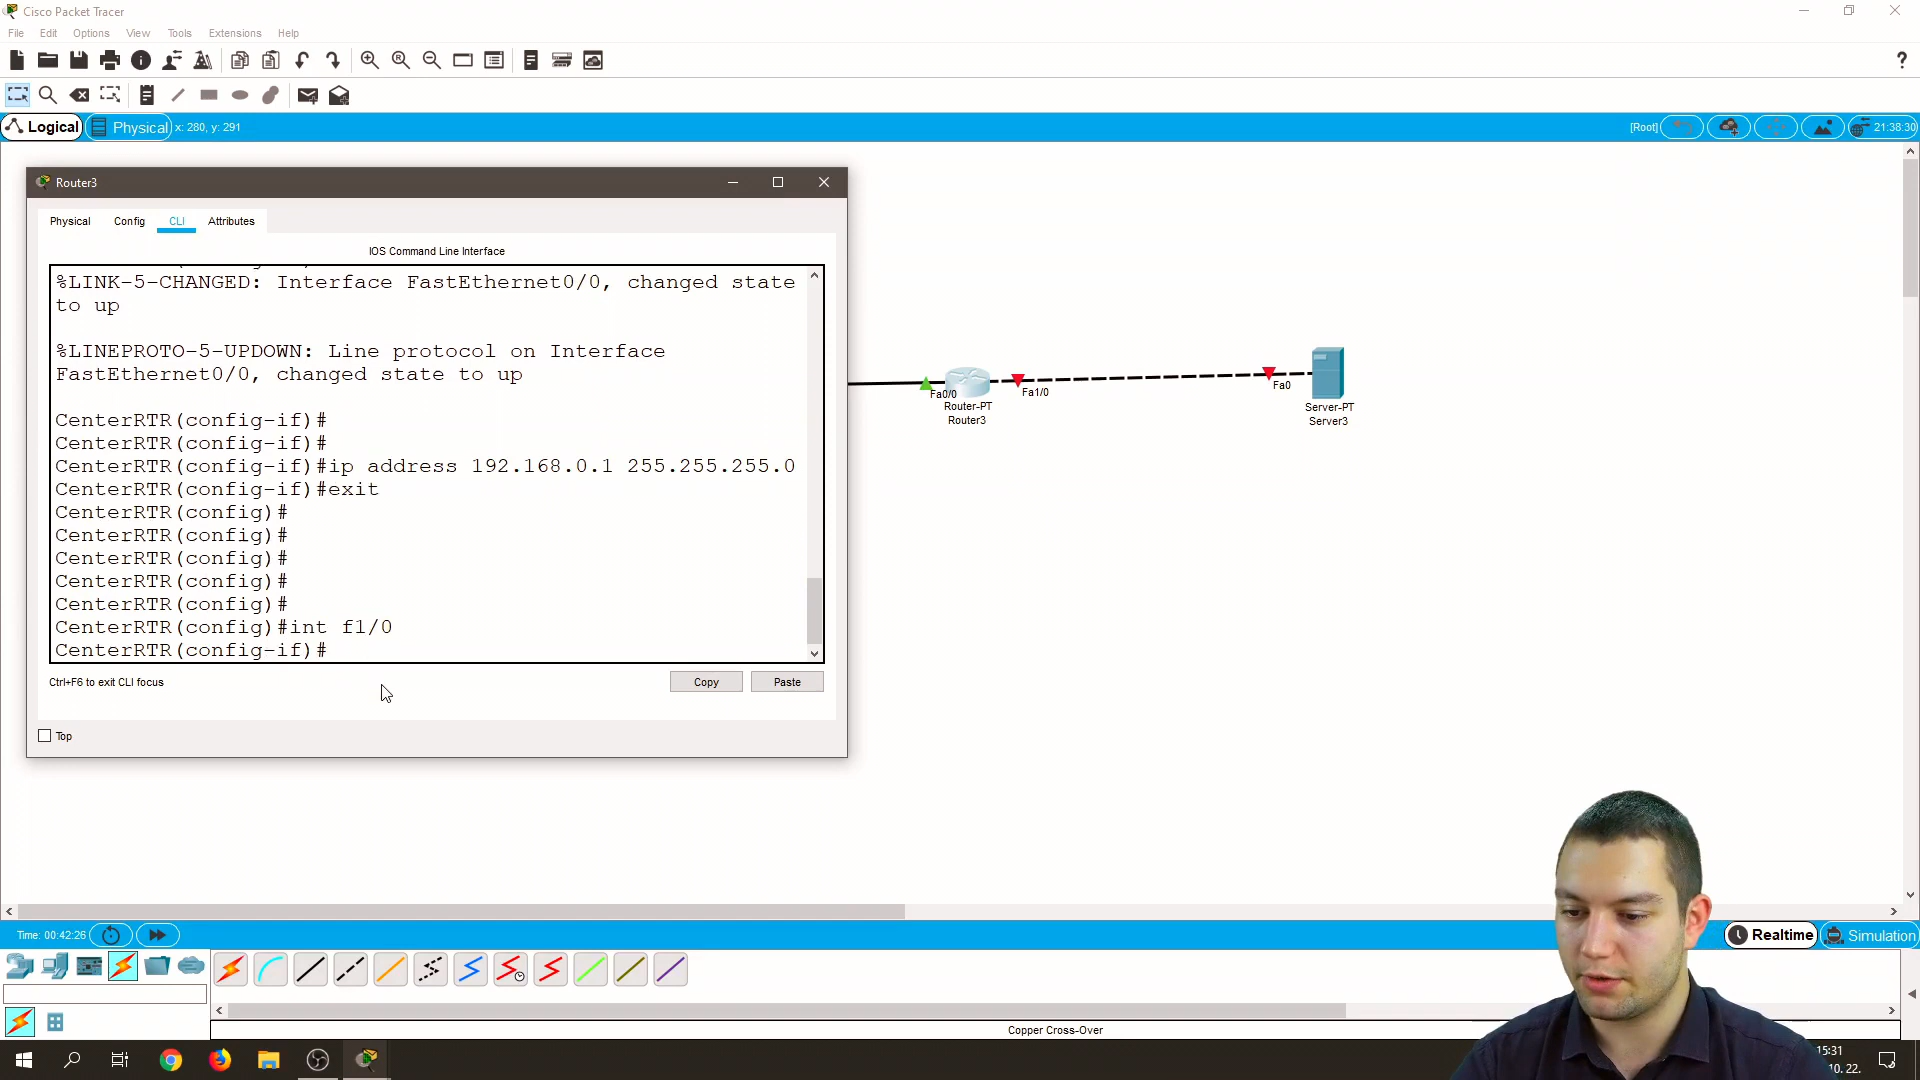 Cisco Packet Tracer
File Edit Options View Tools Extensions Help
Logical
Physical
x: 280, y: 291
[Root]
21:38:30
Router3
Physical Config CLI Attributes
IOS Command Line Interface
%LINK-5-CHANGED: Interface FastEthernet0/0, changed state
to up
%LINEPROTO-5-UPDOWN: Line protocol on Interface
FastEthernet0/0, changed state to up
CenterRTR(config-if)#
CenterRTR(config-if)#
CenterRTR(config-if)#ip address 192.168.0.1 255.255.255.0
CenterRTR(config-if)#exit
CenterRTR(config)#
CenterRTR(config)#
CenterRTR(config)#
CenterRTR(config)#
CenterRTR(config)#
CenterRTR(config)#int f1/0
CenterRTR(config-if)#
Ctrl+F6 to exit CLI focus
Copy
Paste
Top
Fa0/0
Router-PT
Router3
Fa1/0
Fa0
Server-PT
Server3
Time: 00:42:26
Realtime
Simulation
Copper Cross-Over
15:31
10. 22.